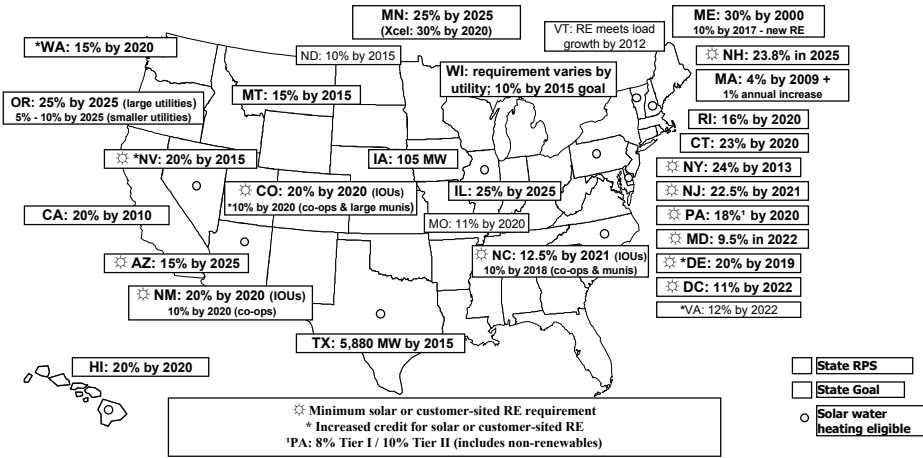 MN: 25% by 2025
(Xcel: 30% by 2020)
ME: 30% by 2000
10% by 2017 - new RE
VT: RE meets load
growth by 2012
*WA: 15% by 2020
ND: 10% by 2015
☼ NH: 23.8% in 2025
WI: requirement varies by
utility; 10% by 2015 goal
MA: 4% by 2009 +
1% annual increase
OR: 25% by 2025 (large utilities)
5% - 10% by 2025 (smaller utilities)
MT: 15% by 2015
RI: 16% by 2020
CT: 23% by 2020
☼ *NV: 20% by 2015
IA: 105 MW
☼ NY: 24% by 2013
☼ CO: 20% by 2020 (IOUs)
*10% by 2020 (co-ops & large munis)
IL: 25% by 2025
☼ NJ: 22.5% by 2021
CA: 20% by 2010
MO: 11% by 2020
☼ PA: 18%¹ by 2020
☼ MD: 9.5% in 2022
☼ AZ: 15% by 2025
☼ NC: 12.5% by 2021 (IOUs)
10% by 2018 (co-ops & munis)
☼ *DE: 20% by 2019
☼ DC: 11% by 2022
☼ NM: 20% by 2020 (IOUs)
10% by 2020 (co-ops)
*VA: 12% by 2022
TX: 5,880 MW by 2015
HI: 20% by 2020
State RPS
State Goal
Solar water
heating eligible
☼ Minimum solar or customer-sited RE requirement
* Increased credit for solar or customer-sited RE
¹PA: 8% Tier I / 10% Tier II (includes non-renewables)